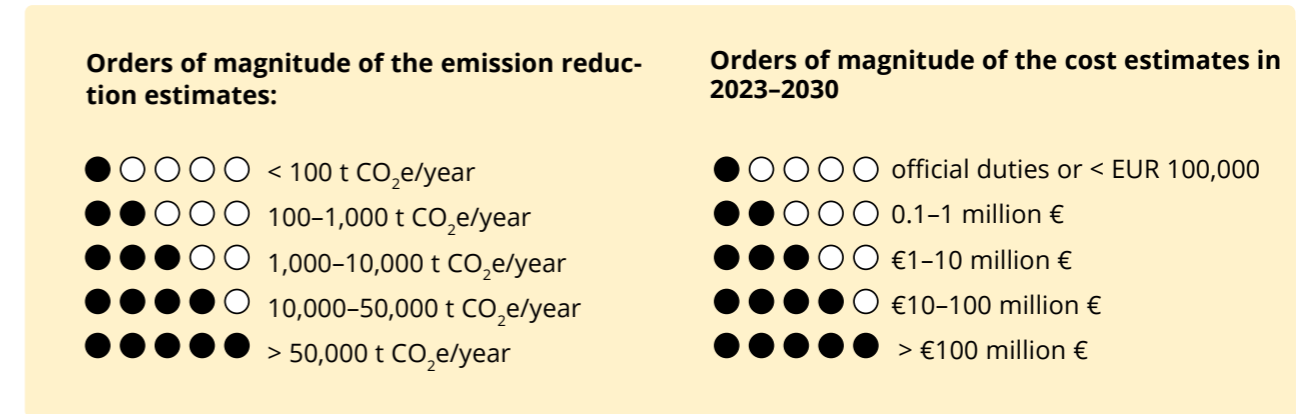 Orders of magnitude of the emission reduc-
tion estimates:
< 100 t CO₂e/year
100–1,000 t CO₂e/year
1,000–10,000 t CO₂e/year
10,000–50,000 t CO₂e/year
> 50,000 t CO₂e/year
Orders of magnitude of the cost estimates in
2023–2030
official duties or < EUR 100,000
0.1–1 million €
€1–10 million €
€10–100 million €
> €100 million €